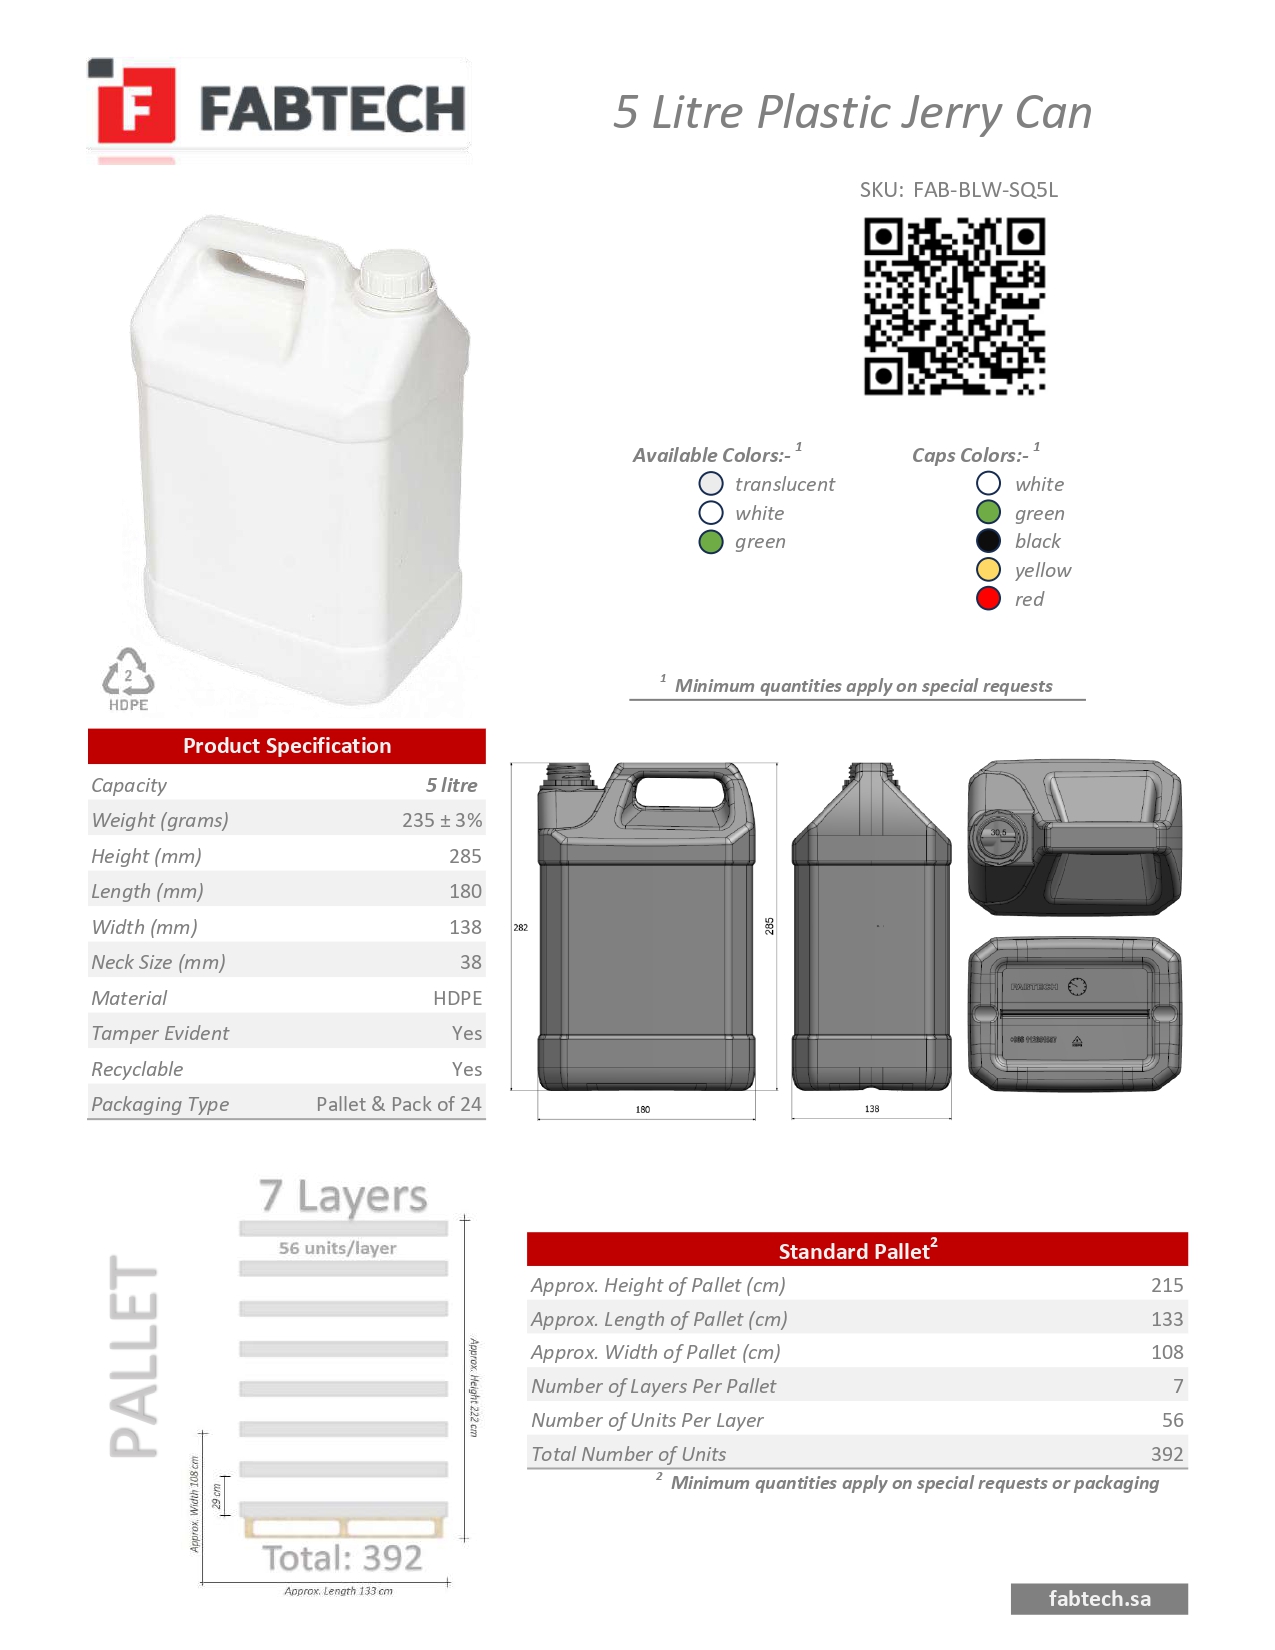 F FABTECH
5 Litre Plastic Jerry Can
SKU: FAB-BLW-SQ5L
Available Colors:- 1
translucent
white
green
Caps Colors:- 1
white
green
black
yellow
red
2
HDPE
1 Minimum quantities apply on special requests
Product Specification
Capacity 5 litre
Weight (grams) 235 ± 3%
Height (mm) 285
Length (mm) 180
Width (mm) 138
Neck Size (mm) 38
Material HDPE
Tamper Evident Yes
Recyclable Yes
Packaging Type Pallet & Pack of 24
282
285
180
138
30,5
FABTECH
PALLET
7 Layers
56 units/layer
Approx. Height 222 cm
Approx. Width 108 cm
29 cm
Total: 392
Approx. Length 133 cm
Standard Pallet2
Approx. Height of Pallet (cm) 215
Approx. Length of Pallet (cm) 133
Approx. Width of Pallet (cm) 108
Number of Layers Per Pallet 7
Number of Units Per Layer 56
Total Number of Units 392
2 Minimum quantities apply on special requests or packaging
fabtech.sa